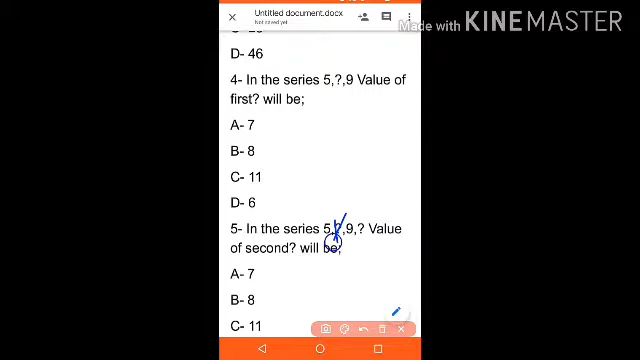 Untitled document.docx
Not saved yet
Made with KINEMASTER
D- 46
4- In the series 5,?,9 Value of
first? will be;
A- 7
B- 8
C- 11
D- 6
5- In the series 5,?,9,? Value
of second? will be;
A- 7
B- 8
C- 11